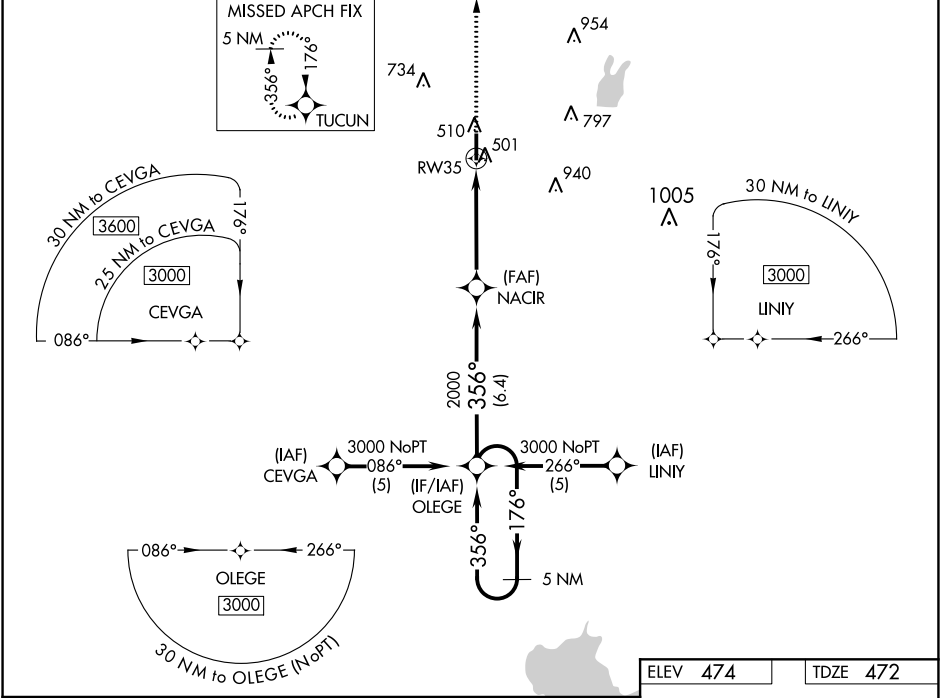 MISSED APCH FIX
5 NM
356°
176°
TUCUN
734
954
797
510
501
RW35
940
1005
30 NM to CEVGA
3600
25 NM to CEVGA
3000
176°
CEVGA
086°
30 NM to LINIY
176°
3000
LINIY
266°
(FAF)
NACIR
2000
356°
(6.4)
(IAF)
CEVGA
3000 NoPT
086°
(5)
(IF/IAF)
OLEGE
3000 NoPT
266°
(5)
(IAF)
LINIY
356°
176°
5 NM
086°
266°
OLEGE
3000
30 NM to OLEGE (NoPT)
ELEV 474
TDZE 472